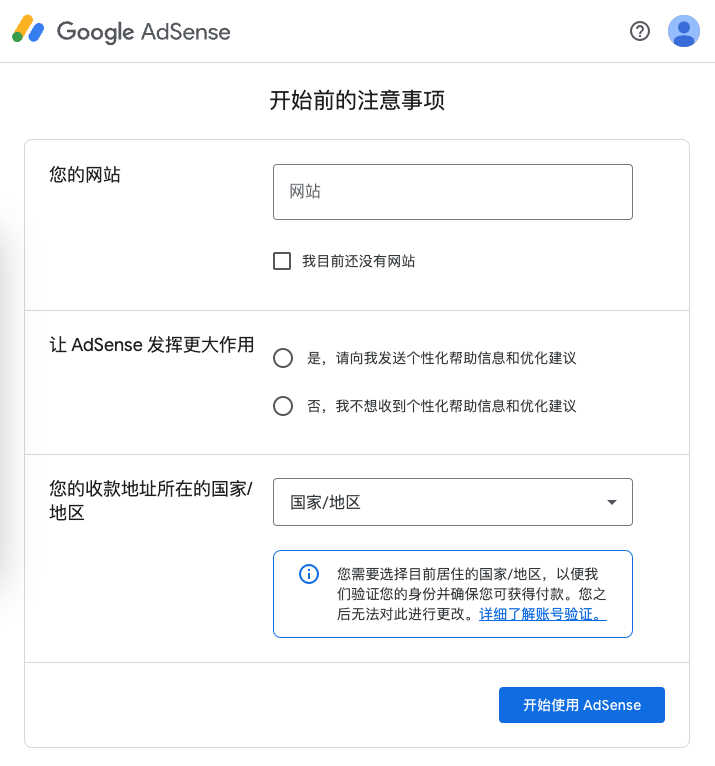 Google AdSense
开始前的注意事项
您的网站
网站
我目前还没有网站
让 AdSense 发挥更大作用
是，请向我发送个性化帮助信息和优化建议
否，我不想收到个性化帮助信息和优化建议
您的收款地址所在的国家/
地区
国家/地区
您需要选择目前居住的国家/地区，以便我
们验证您的身份并确保您可获得付款。您之
后无法对此进行更改。详细了解账号验证。
开始使用 AdSense